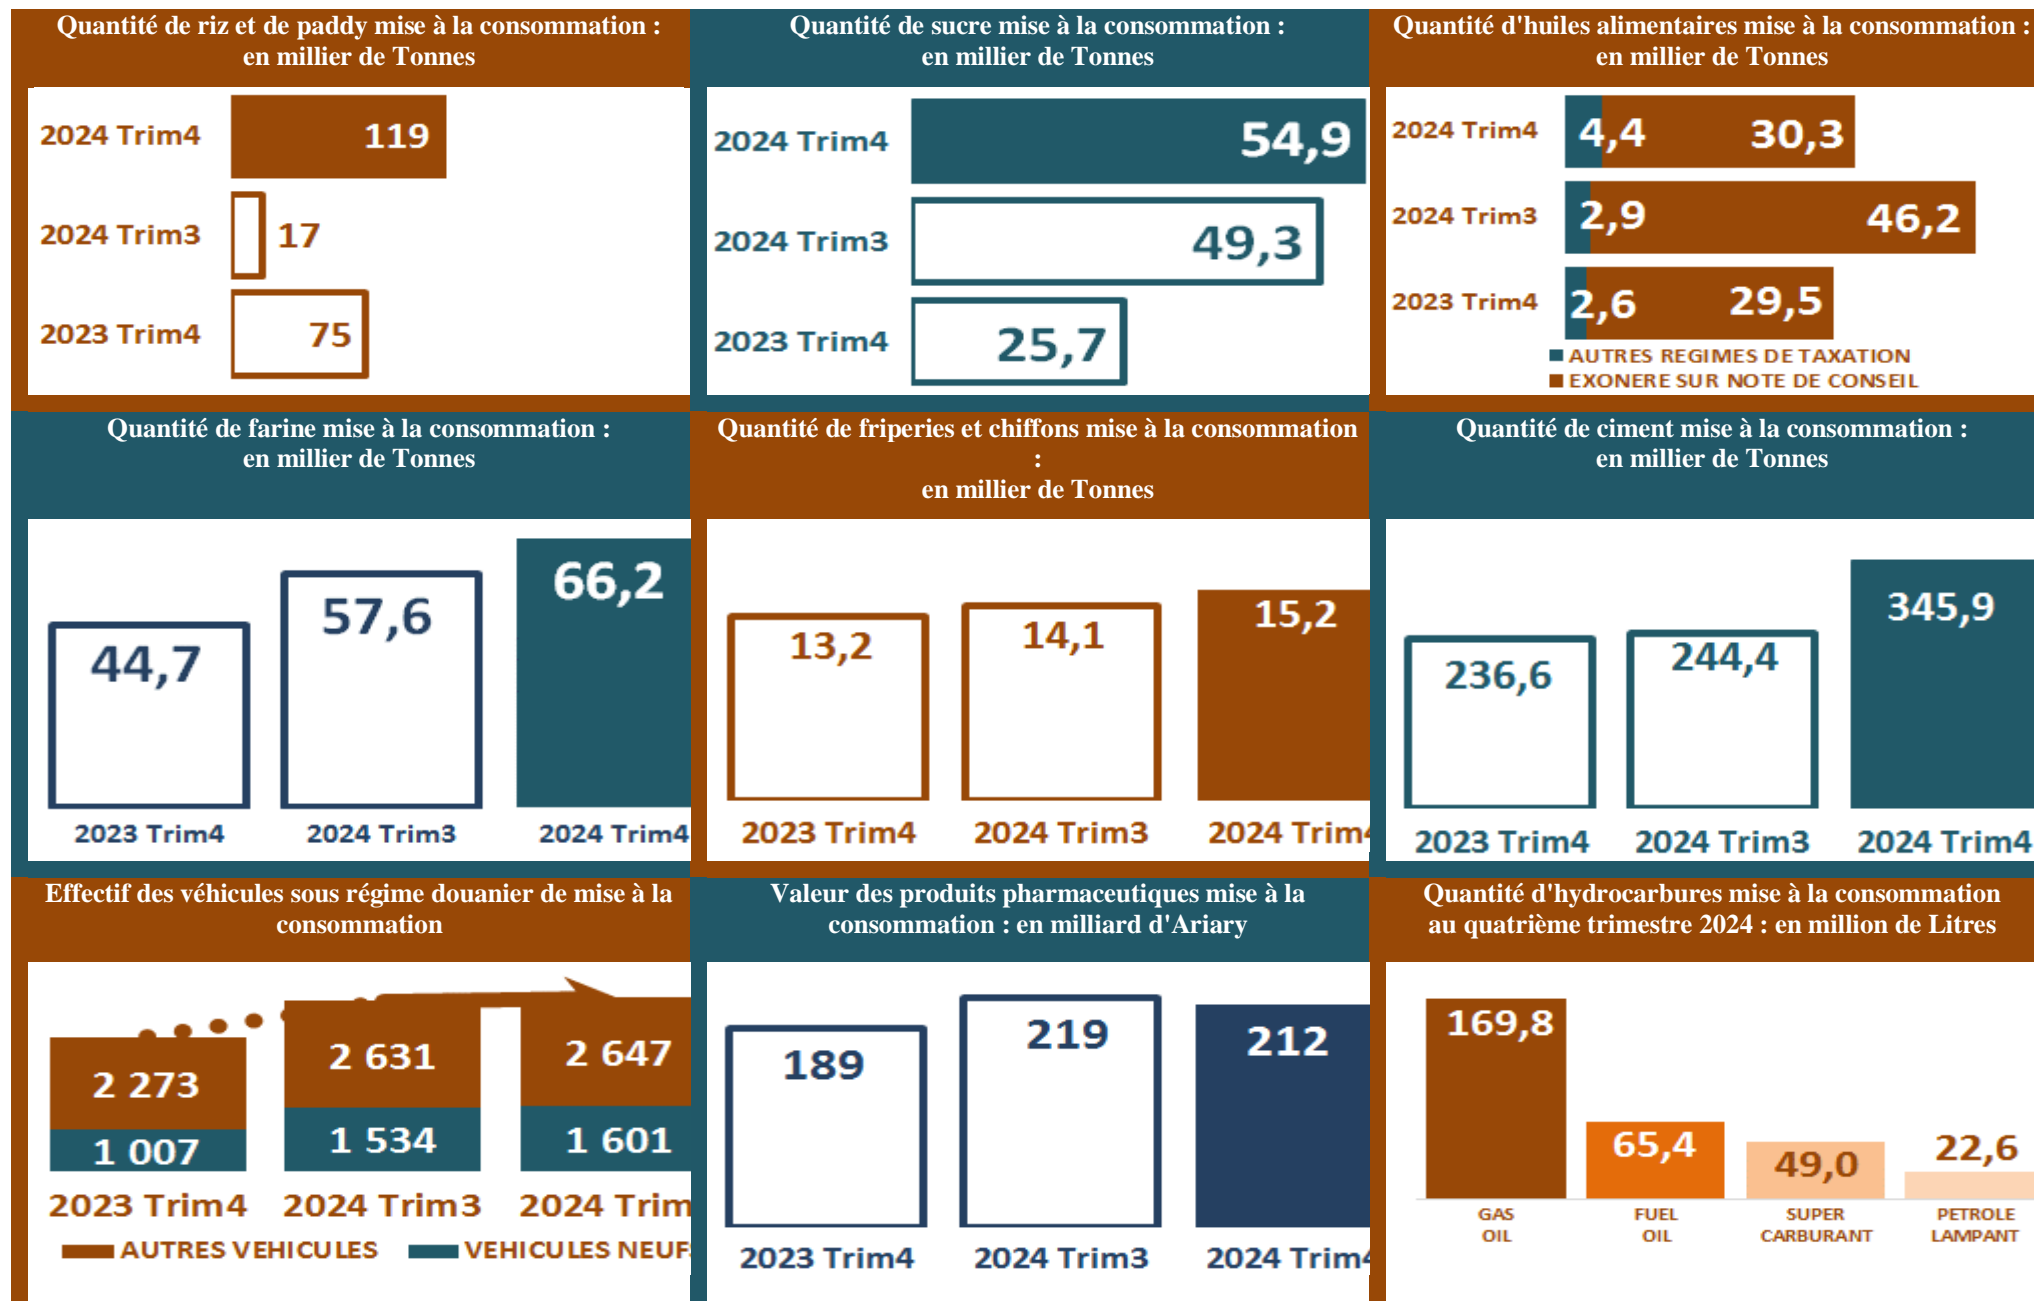 Quantité de riz et de paddy mise à la consommation :
en millier de Tonnes
2024 Trim4
119
2024 Trim3
17
2023 Trim4
75
Quantité de sucre mise à la consommation :
en millier de Tonnes
2024 Trim4
54,9
2024 Trim3
49,3
2023 Trim4
25,7
Quantité d'huiles alimentaires mise à la consommation :
en millier de Tonnes
2024 Trim4
4,4
30,3
2024 Trim3
2,9
46,2
2023 Trim4
2,6
29,5
AUTRES REGIMES DE TAXATION
EXONERE SUR NOTE DE CONSEIL
Quantité de farine mise à la consommation :
en millier de Tonnes
44,7
57,6
66,2
2023 Trim4
2024 Trim3
2024 Trim4
Quantité de friperies et chiffons mise à la consommation
:
en millier de Tonnes
13,2
14,1
15,2
2023 Trim4
2024 Trim3
2024 Trim4
Quantité de ciment mise à la consommation :
en millier de Tonnes
236,6
244,4
345,9
2023 Trim4
2024 Trim3
2024 Trim4
Effectif des véhicules sous régime douanier de mise à la
consommation
2 273
2 631
2 647
1 007
1 534
1 601
2023 Trim4
2024 Trim3
2024 Trim
AUTRES VEHICULES
VEHICULES NEUFS
Valeur des produits pharmaceutiques mise à la
consommation : en milliard d'Ariary
189
219
212
2023 Trim4
2024 Trim3
2024 Trim4
Quantité d'hydrocarbures mise à la consommation
au quatrième trimestre 2024 : en million de Litres
169,8
65,4
49,0
22,6
GAS
OIL
FUEL
OIL
SUPER
CARBURANT
PETROLE
LAMPANT